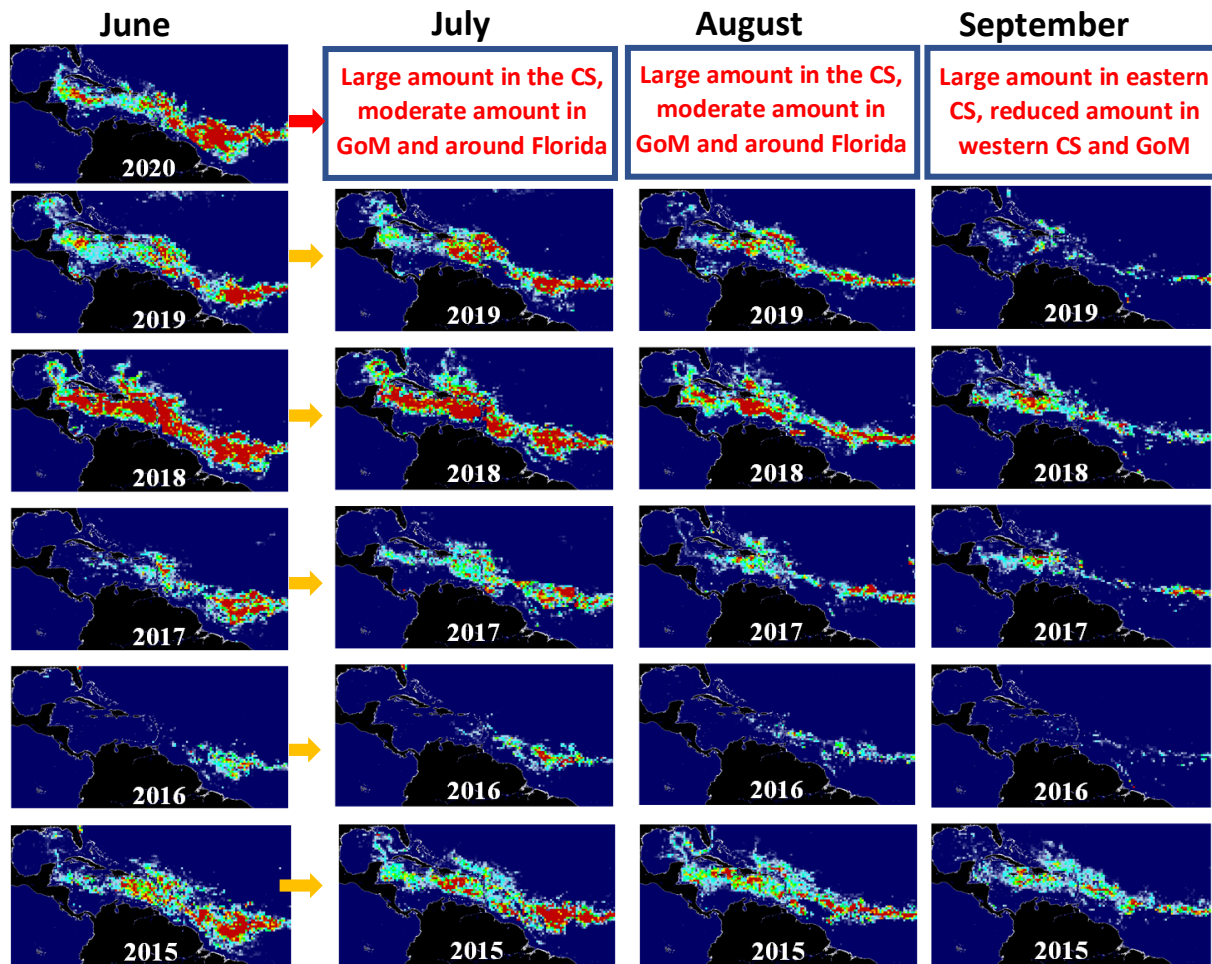 June July August September
Large amount in the CS,
moderate amount in
GoM and around Florida
Large amount in the CS,
moderate amount in
GoM and around Florida
Large amount in eastern
CS, reduced amount in
western CS and GoM
2020
2019 2019 2019 2019
2018 2018 2018 2018
2017 2017 2017 2017
2016 2016 2016 2016
2015 2015 2015 2015